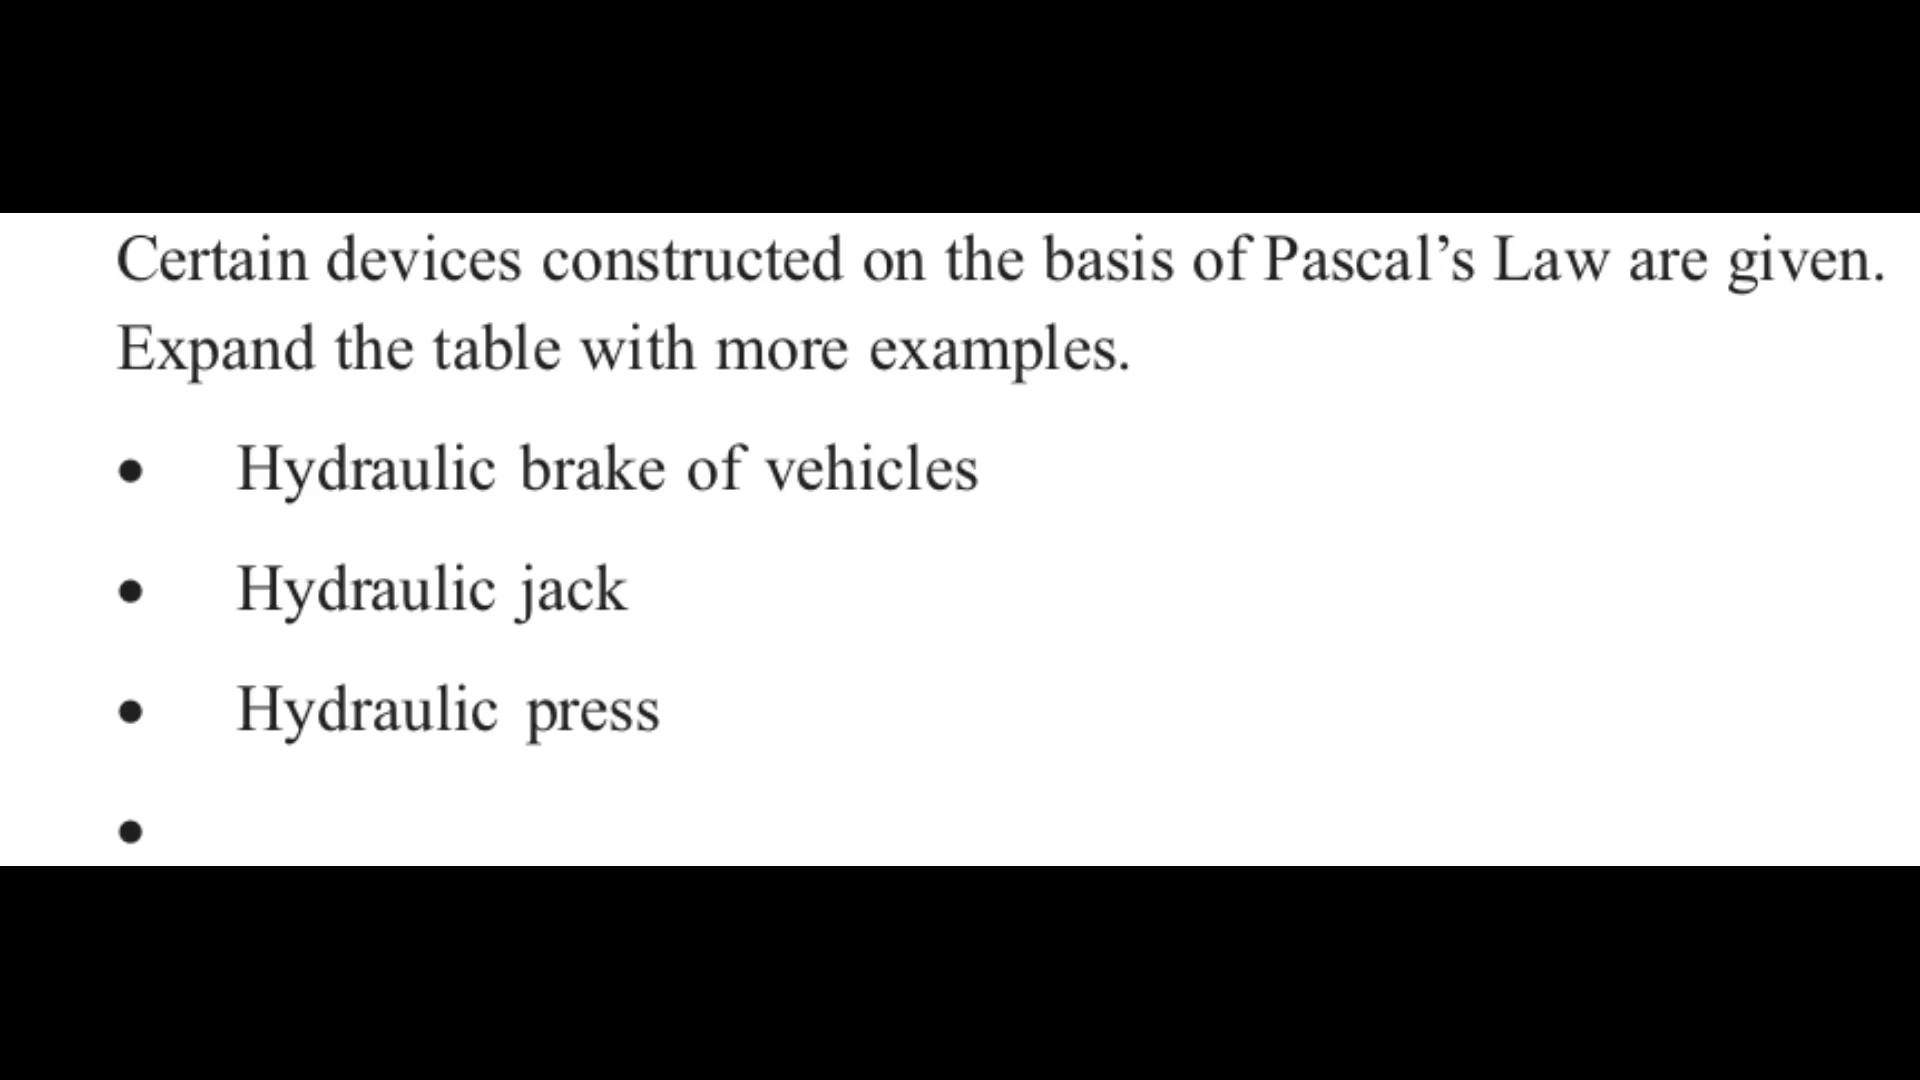 Certain devices constructed on the basis of Pascal’s Law are given.
Expand the table with more examples.
• Hydraulic brake of vehicles
• Hydraulic jack
• Hydraulic press
•